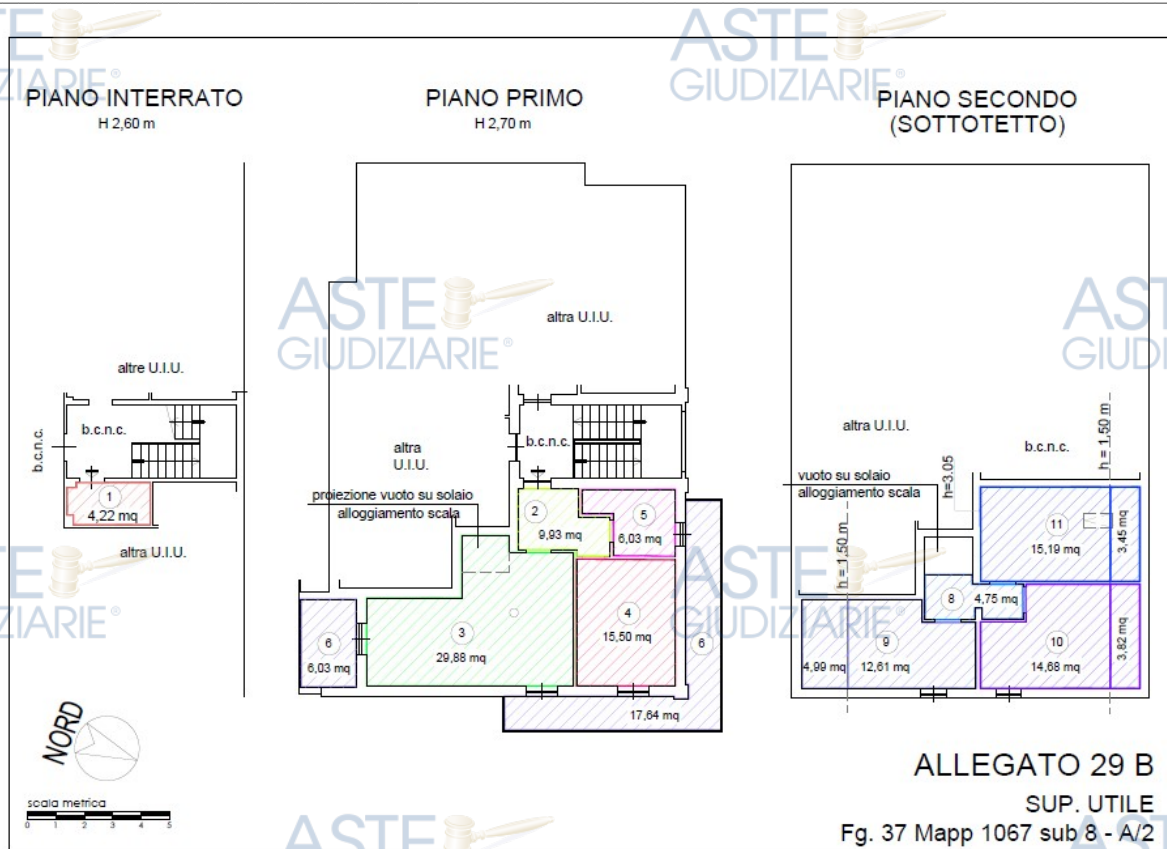 ASTE GIUDIZIARIE®
PIANO INTERRATO
H 2,60 m
PIANO PRIMO
H 2,70 m
PIANO SECONDO
(SOTTOTETTO)
altre U.I.U.
b.c.n.c.
b.c.n.c.
1
4,22 mq
altra U.I.U.
altra U.I.U.
altra
U.I.U.
b.c.n.c.
proiezione vuoto su solaio
alloggiamento scala
2
9,93 mq
5
6,03 mq
3
29,88 mq
4
15,50 mq
6
6,03 mq
6
17,64 mq
altra U.I.U.
b.c.n.c.
h = 1,50 m
h=3.05
vuoto su solaio
alloggiamento scala
h = 1,50 m
11
15,19 mq
3,45 mq
8
4,75 mq
9
4,99 mq
12,61 mq
10
14,68 mq
3,82 mq
NORD
scala metrica
0 1 2 3 4 5
ALLEGATO 29 B
SUP. UTILE
Fg. 37 Mapp 1067 sub 8 - A/2